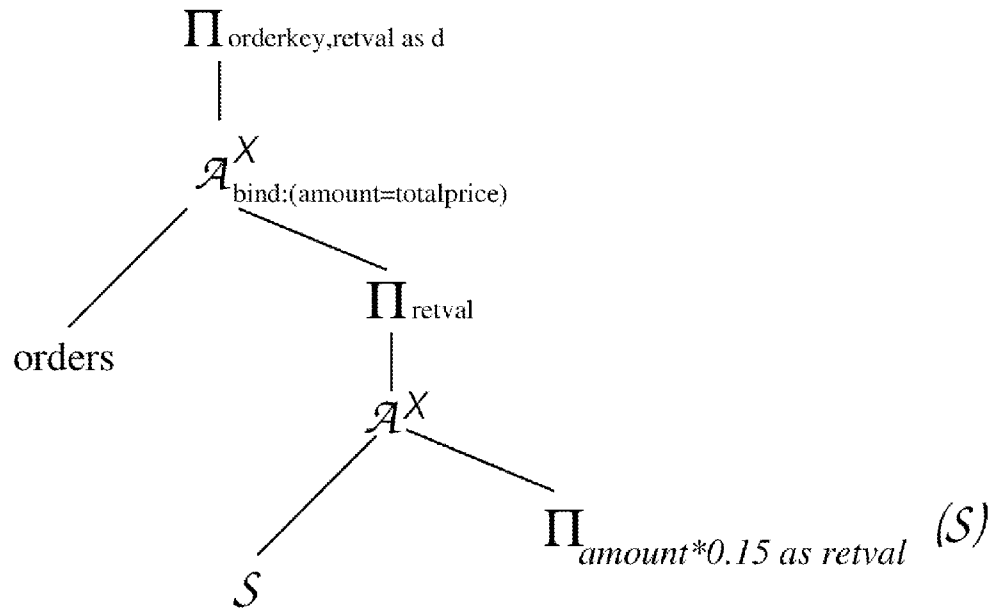 Π orderkey,retval as d
𝒜^X bind:(amount=totalprice)
Π retval
orders
𝒜^X
Π amount*0.15 as retval (S)
S